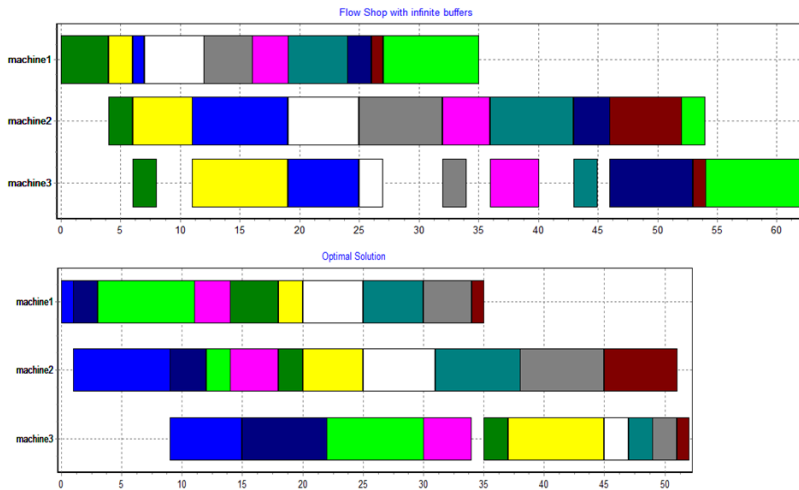 Flow Shop with infinite buffers
machine1
machine2
machine3
0 5 10 15 20 25 30 35 40 45 50 55 60
Optimal Solution
machine1
machine2
machine3
0 5 10 15 20 25 30 35 40 45 50